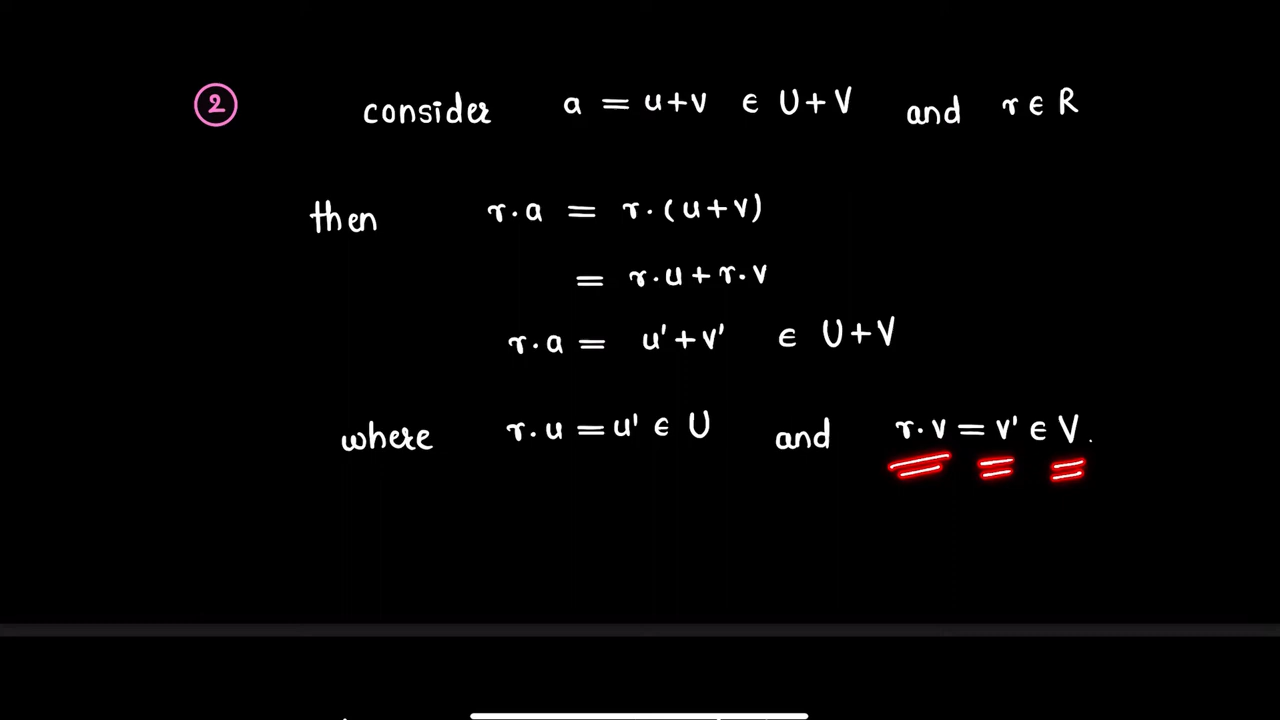 ② consider a = u+v ∈ U+V and r ∈ R
then r·a = r·(u+v)
= r·u + r·v
r·a = u'+v' ∈ U+V
where r·u = u' ∈ U and r·v = v' ∈ V.